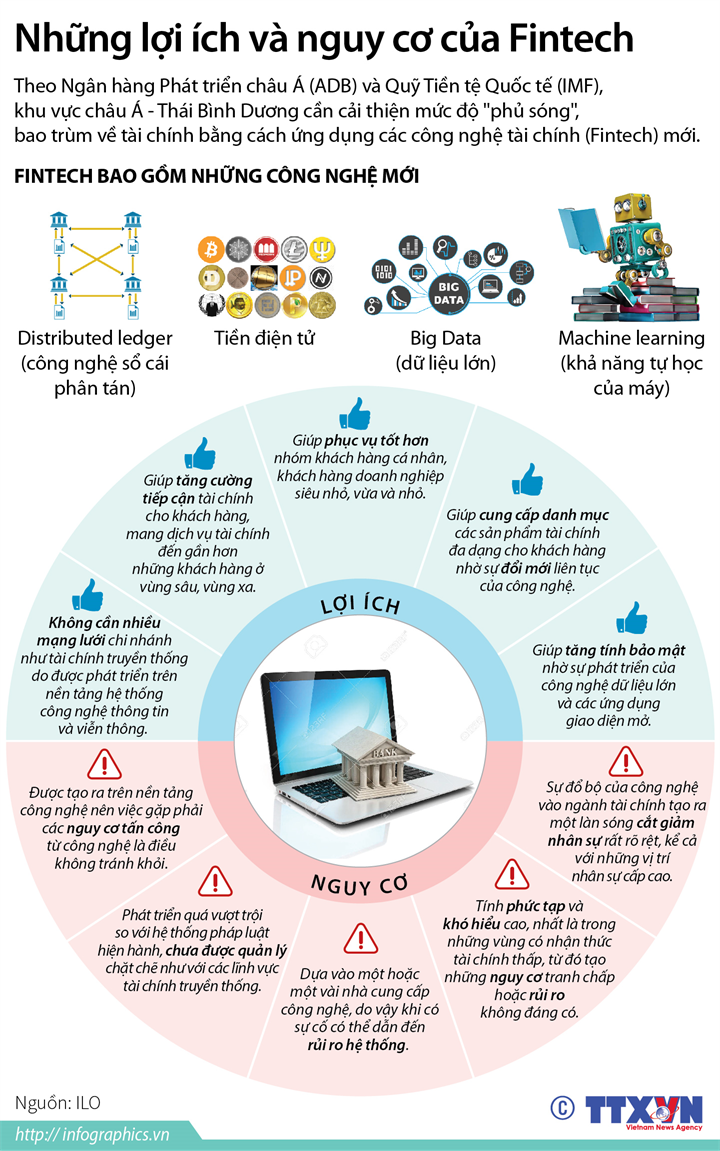 Những lợi ích và nguy cơ của Fintech
Theo Ngân hàng Phát triển châu Á (ADB) và Quỹ Tiền tệ Quốc tế (IMF),
khu vực châu Á - Thái Bình Dương cần cải thiện mức độ "phủ sóng",
bao trùm về tài chính bằng cách ứng dụng các công nghệ tài chính (Fintech) mới.
FINTECH BAO GỒM NHỮNG CÔNG NGHỆ MỚI
BIG
DATA
Distributed ledger
(công nghệ sổ cái
phân tán)
Tiền điện tử
Big Data
(dữ liệu lớn)
Machine learning
(khả năng tự học
của máy)
Giúp phục vụ tốt hơn
nhóm khách hàng cá nhân,
khách hàng doanh nghiệp
siêu nhỏ, vừa và nhỏ.
Giúp tăng cường
tiếp cận tài chính
cho khách hàng,
mang dịch vụ tài chính
đến gần hơn
những khách hàng ở
vùng sâu, vùng xa.
Giúp cung cấp danh mục
các sản phẩm tài chính
đa dạng cho khách hàng
nhờ sự đổi mới liên tục
của công nghệ.
Không cần nhiều
mạng lưới chi nhánh
như tài chính truyền thống
do được phát triển trên
nền tảng hệ thống
công nghệ thông tin
và viễn thông.
Giúp tăng tính bảo mật
nhờ sự phát triển của
công nghệ dữ liệu lớn
và các ứng dụng
giao diện mở.
LỢI ÍCH
BANK
NGUY CƠ
Được tạo ra trên nền tảng
công nghệ nên việc gặp phải
các nguy cơ tấn công
từ công nghệ là điều
không tránh khỏi.
Phát triển quá vượt trội
so với hệ thống pháp luật
hiện hành, chưa được quản lý
chặt chẽ như với các lĩnh vực
tài chính truyền thống.
Dựa vào một hoặc
một vài nhà cung cấp
công nghệ, do vậy khi có
sự cố có thể dẫn đến
rủi ro hệ thống.
Tính phức tạp và
khó hiểu cao, nhất là trong
những vùng có nhận thức
tài chính thấp, từ đó tạo
những nguy cơ tranh chấp
hoặc rủi ro
không đáng có.
Sự đổ bộ của công nghệ
vào ngành tài chính tạo ra
một làn sóng cắt giảm
nhân sự rất rõ rệt, kể cả
với những vị trí
nhân sự cấp cao.
Nguồn: ILO
© TTXVN
Vietnam News Agency
http://infographics.vn